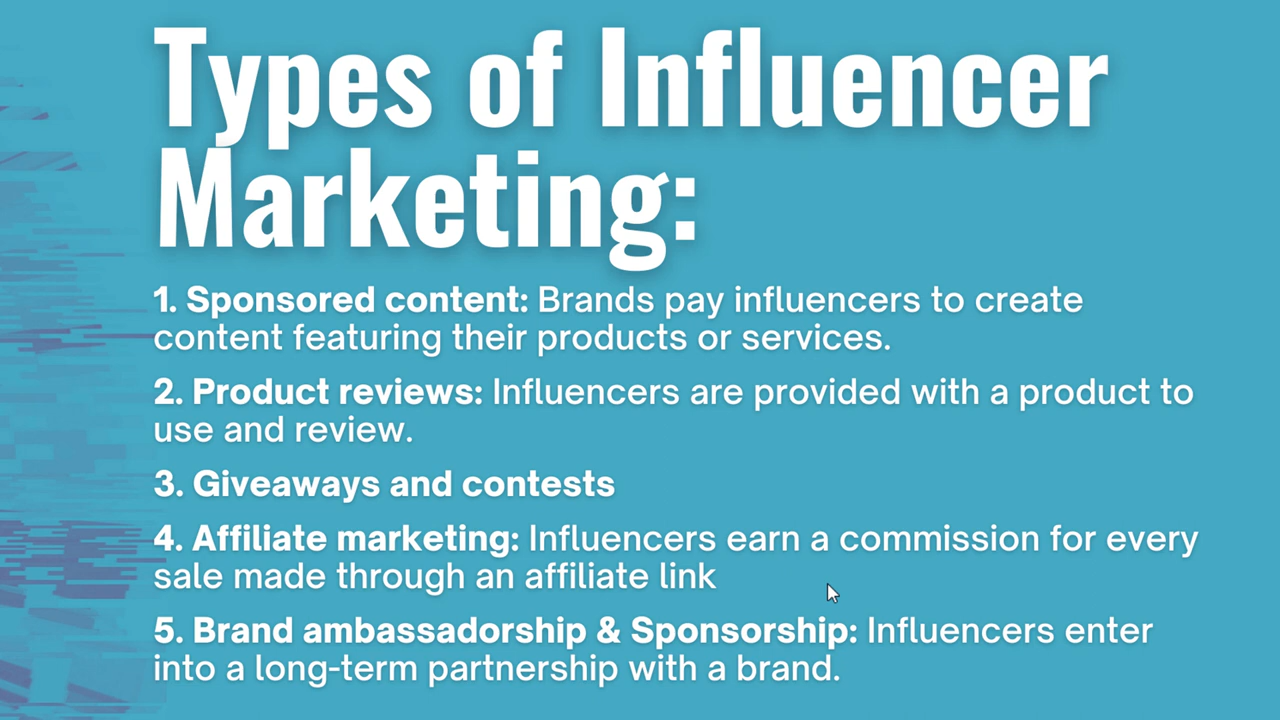 Types of Influencer
Marketing:
1. Sponsored content: Brands pay influencers to create
content featuring their products or services.
2. Product reviews: Influencers are provided with a product to
use and review.
3. Giveaways and contests
4. Affiliate marketing: Influencers earn a commission for every
sale made through an affiliate link
5. Brand ambassadorship & Sponsorship: Influencers enter
into a long-term partnership with a brand.